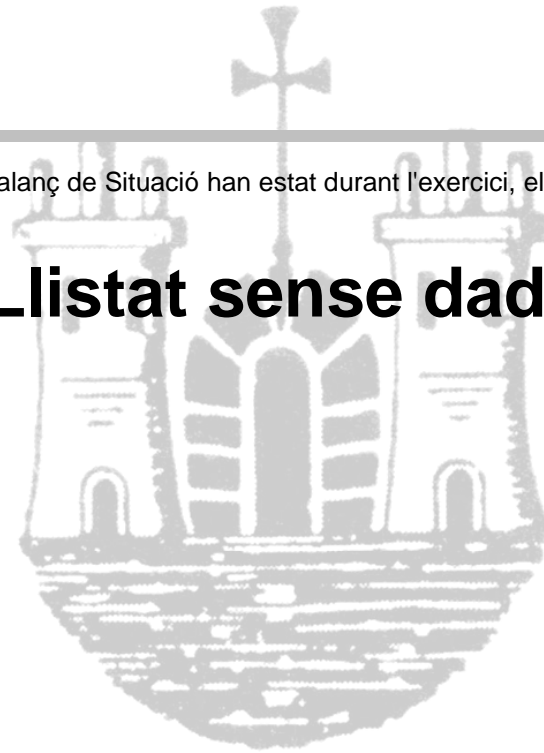 alanç de Situació han estat durant l'exercici, el
Llistat sense dad